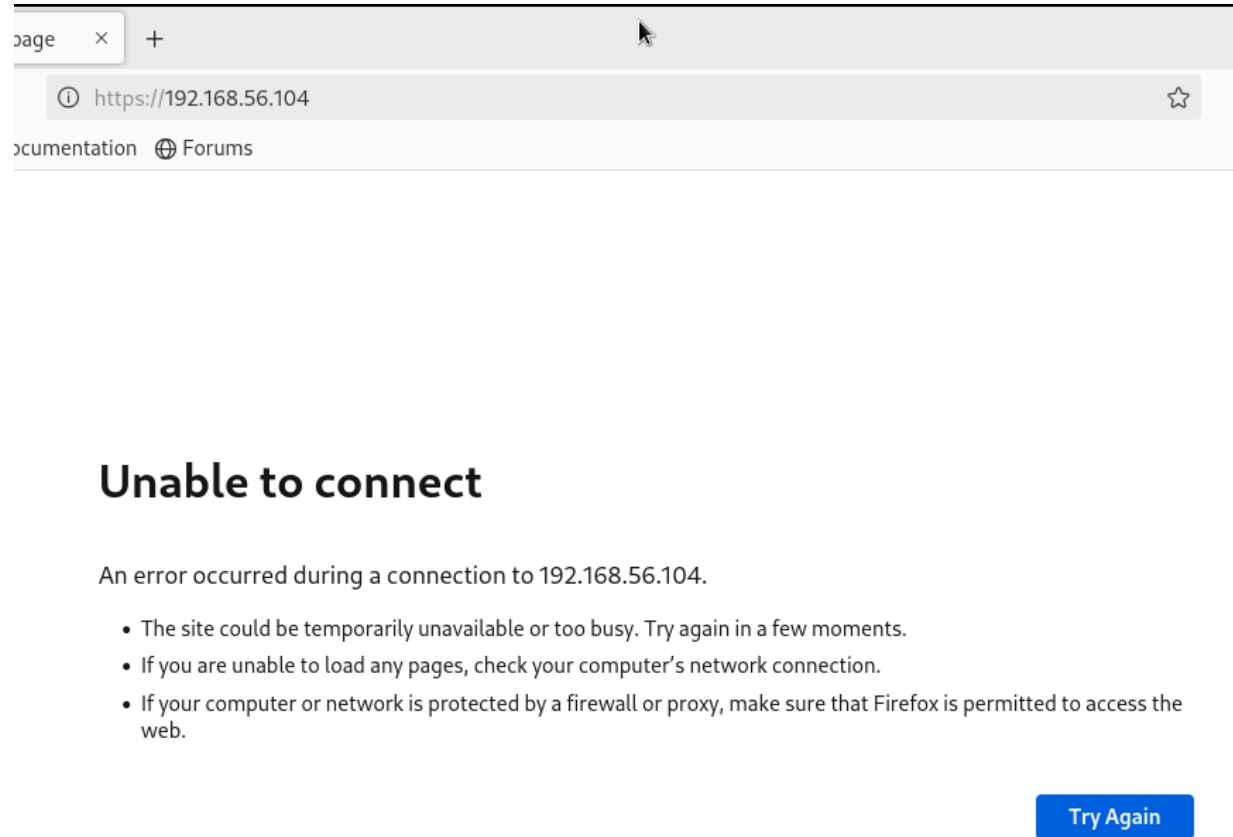 https://192.168.56.104
Forums
Unable to connect
An error occurred during a connection to 192.168.56.104.
• The site could be temporarily unavailable or too busy. Try again in a few moments.
• If you are unable to load any pages, check your computer’s network connection.
• If your computer or network is protected by a firewall or proxy, make sure that Firefox is permitted to access the
web.
Try Again